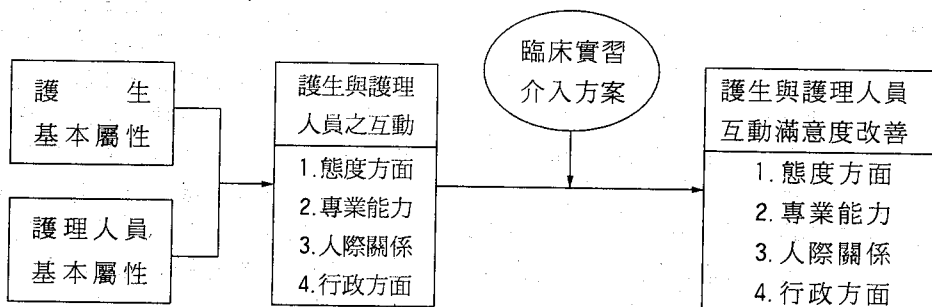 護生
基本屬性
護理人員
基本屬性
護生與護理
人員之互動
1.態度方面
2.專業能力
3.人際關係
4.行政方面
臨床實習
介入方案
護生與護理人員
互動滿意度改善
1.態度方面
2.專業能力
3.人際關係
4.行政方面